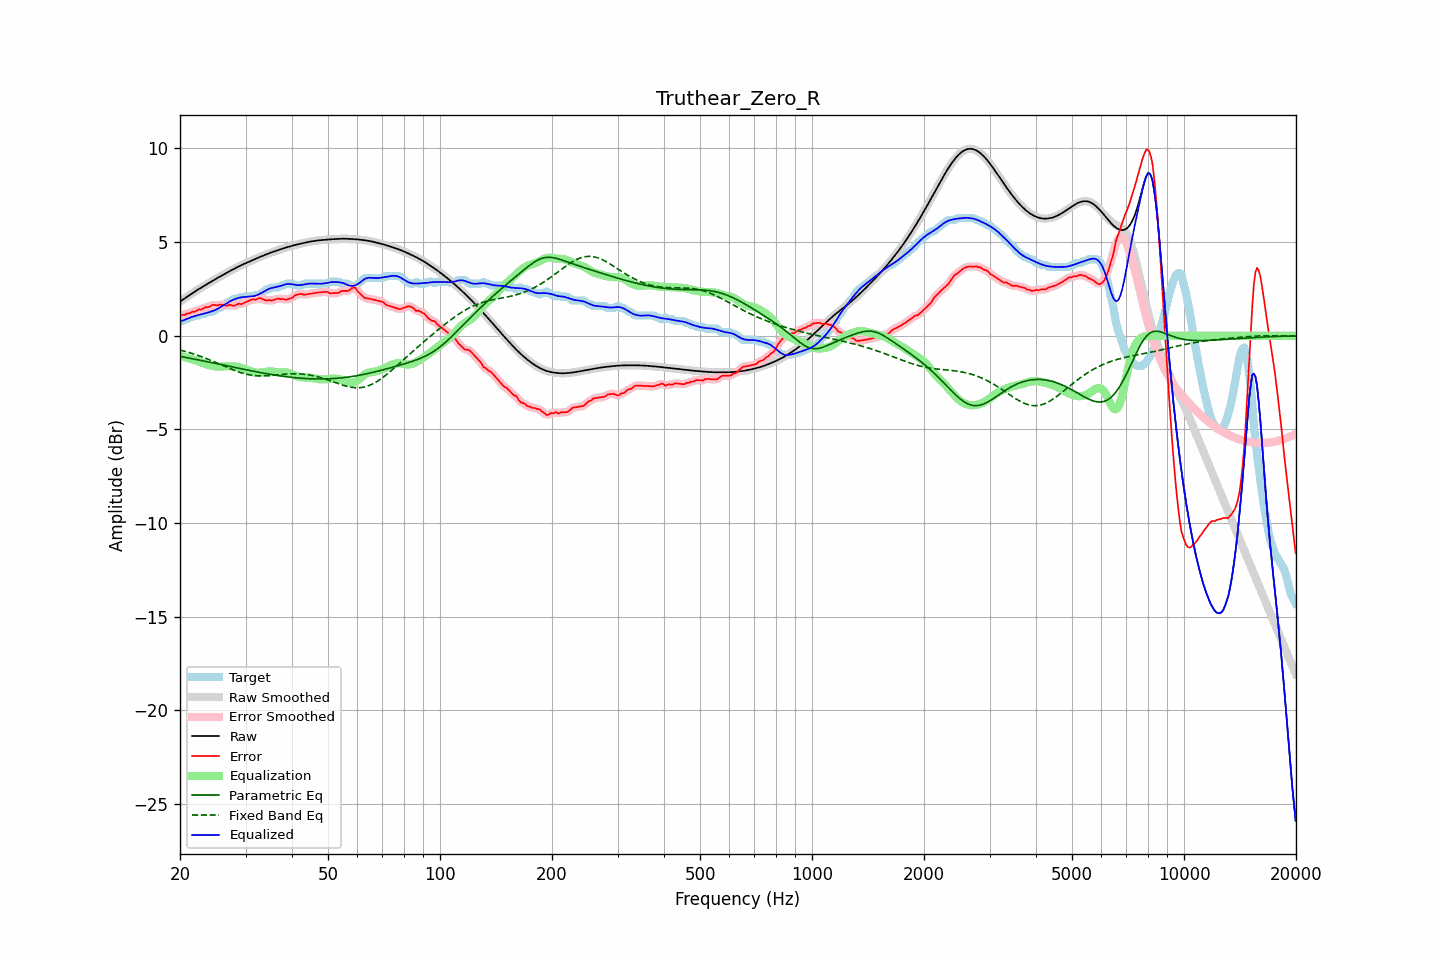 Truthear_Zero_R
Amplitude (dBr)
10
5
0
−5
−10
−15
−20
−25
Target
Raw Smoothed
Error Smoothed
Raw
Error
Equalization
Parametric Eq
Fixed Band Eq
Equalized
20 50 100 200 500 1000 2000 5000 10000 20000
Frequency (Hz)